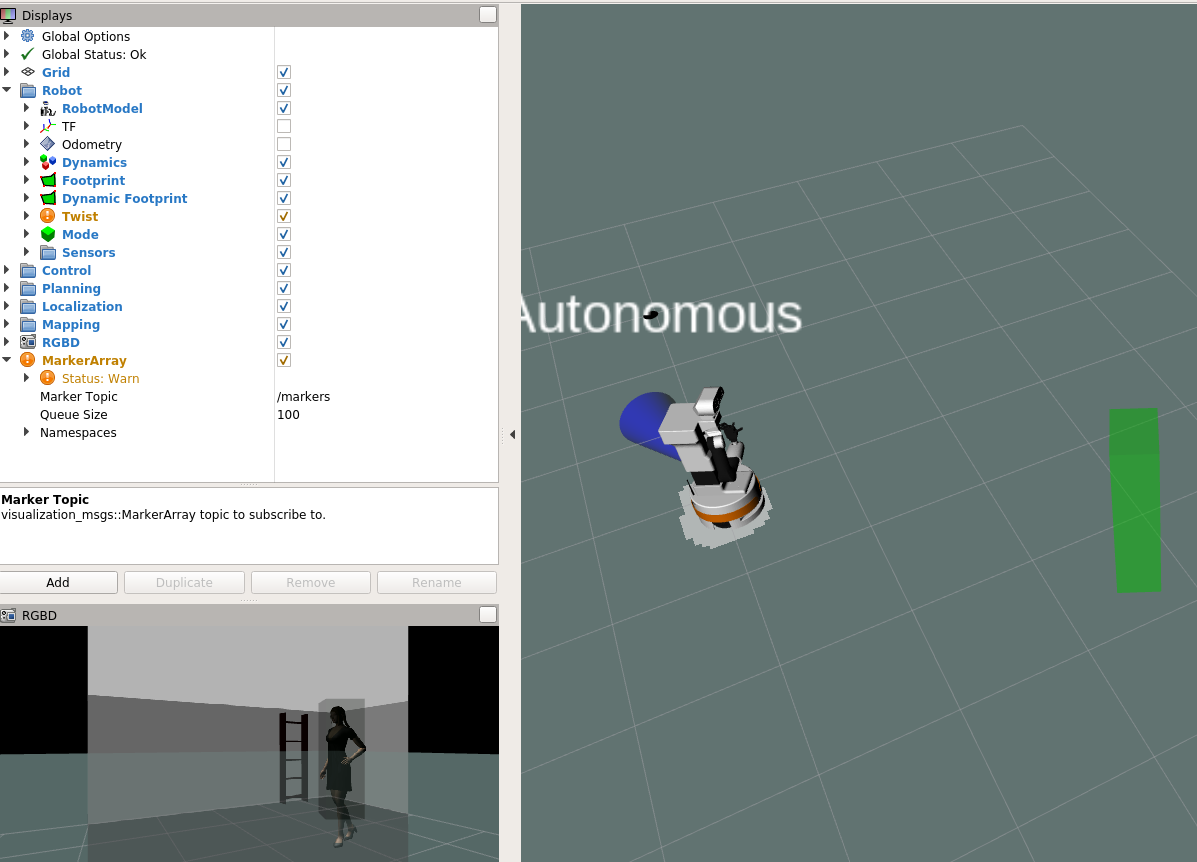 Displays
Global Options
Global Status: Ok
Grid
Robot
RobotModel
TF
Odometry
Dynamics
Footprint
Dynamic Footprint
Twist
Mode
Sensors
Control
Planning
Localization
Mapping
RGBD
MarkerArray
Status: Warn
Marker Topic /markers
Queue Size 100
Namespaces
Marker Topic
visualization_msgs::MarkerArray topic to subscribe to.
Add Duplicate Remove Rename
RGBD
Autonomous